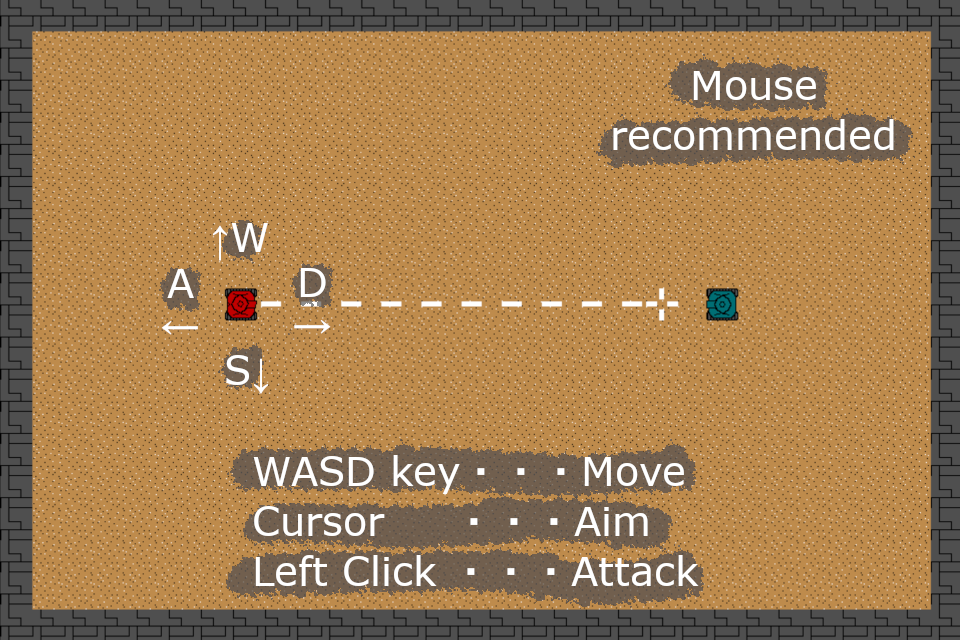 Mouse
recommended
↑W
A
D
←
→
S↓
WASD key・・・Move
Cursor ・・・Aim
Left Click ・・・Attack